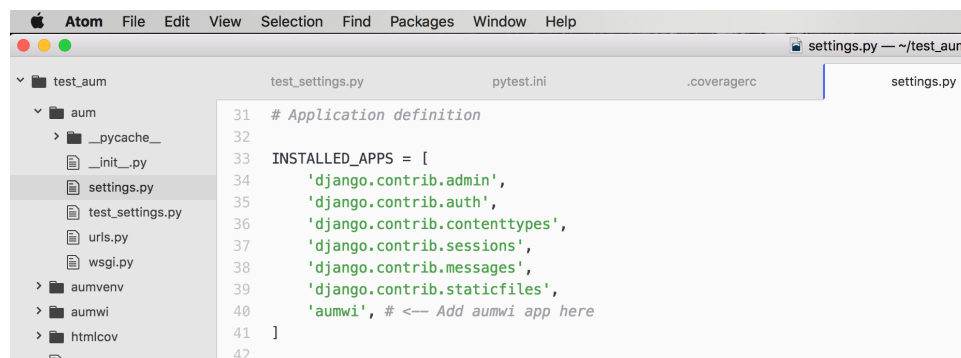 Atom File Edit View Selection Find Packages Window Help
settings.py — ~/test_aum
test_aum
aum
__pycache__
__init__.py
settings.py
test_settings.py
urls.py
wsgi.py
aumvenv
aumwi
htmlcov
test_settings.py pytest.ini .coveragerc settings.py
31 # Application definition
32
33 INSTALLED_APPS = [
34 'django.contrib.admin',
35 'django.contrib.auth',
36 'django.contrib.contenttypes',
37 'django.contrib.sessions',
38 'django.contrib.messages',
39 'django.contrib.staticfiles',
40 'aumwi', # <-- Add aumwi app here
41 ]
42